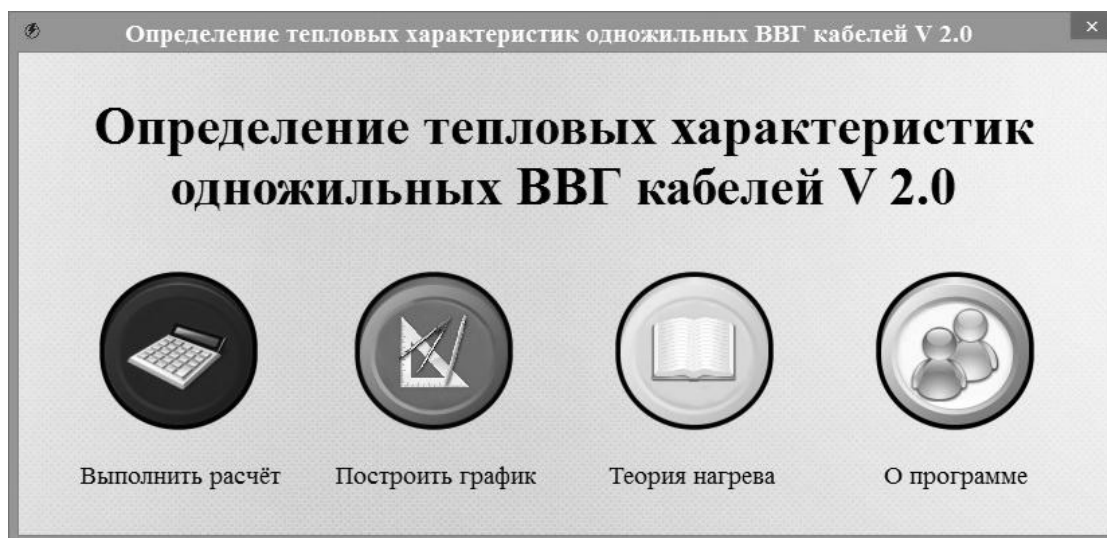 Определение тепловых характеристик одножильных ВВГ кабелей V 2.0
Определение тепловых характеристик
одножильных ВВГ кабелей V 2.0
Выполнить расчёт
Построить график
Теория нагрева
О программе